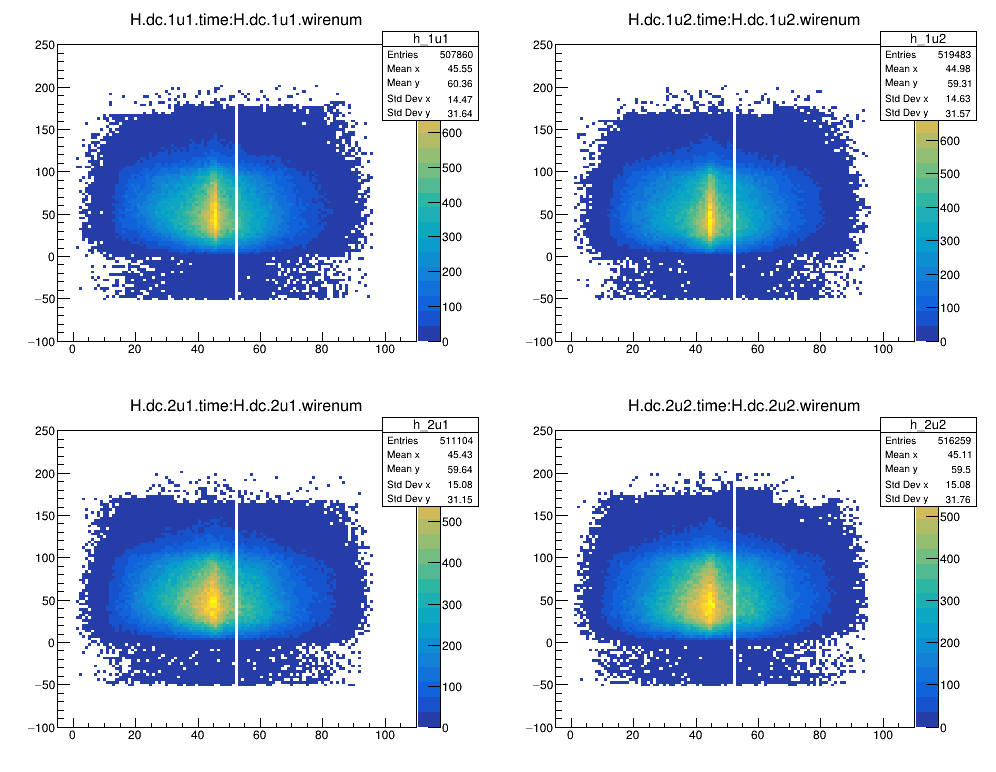 H.dc.1u1.time:H.dc.1u1.wirenum
h_1u1
Entries 507860
Mean x 45.55
Mean y 60.36
Std Dev x 14.47
Std Dev y 31.64
250
200
150
100
50
0
−50
−100
0 20 40 60 80 100
600
500
400
300
200
100
0
H.dc.1u2.time:H.dc.1u2.wirenum
h_1u2
Entries 519483
Mean x 44.98
Mean y 59.31
Std Dev x 14.63
Std Dev y 31.57
250
200
150
100
50
0
−50
−100
0 20 40 60 80 100
600
500
400
300
200
100
0
H.dc.2u1.time:H.dc.2u1.wirenum
h_2u1
Entries 511104
Mean x 45.43
Mean y 59.64
Std Dev x 15.08
Std Dev y 31.15
250
200
150
100
50
0
−50
−100
0 20 40 60 80 100
500
400
300
200
100
0
H.dc.2u2.time:H.dc.2u2.wirenum
h_2u2
Entries 516259
Mean x 45.11
Mean y 59.5
Std Dev x 15.08
Std Dev y 31.76
250
200
150
100
50
0
−50
−100
0 20 40 60 80 100
500
400
300
200
100
0